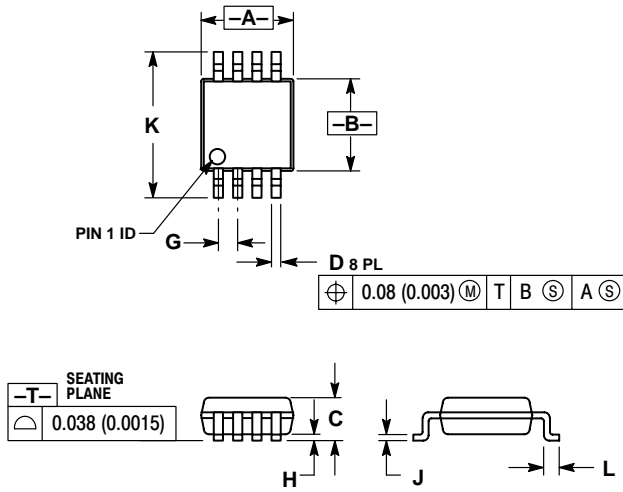 –A–
K
–B–
PIN 1 ID
G
D 8 PL
⌖ 0.08 (0.003) Ⓜ T B Ⓢ A Ⓢ
–T– SEATING
PLANE
⌓ 0.038 (0.0015)
C
H
J
L